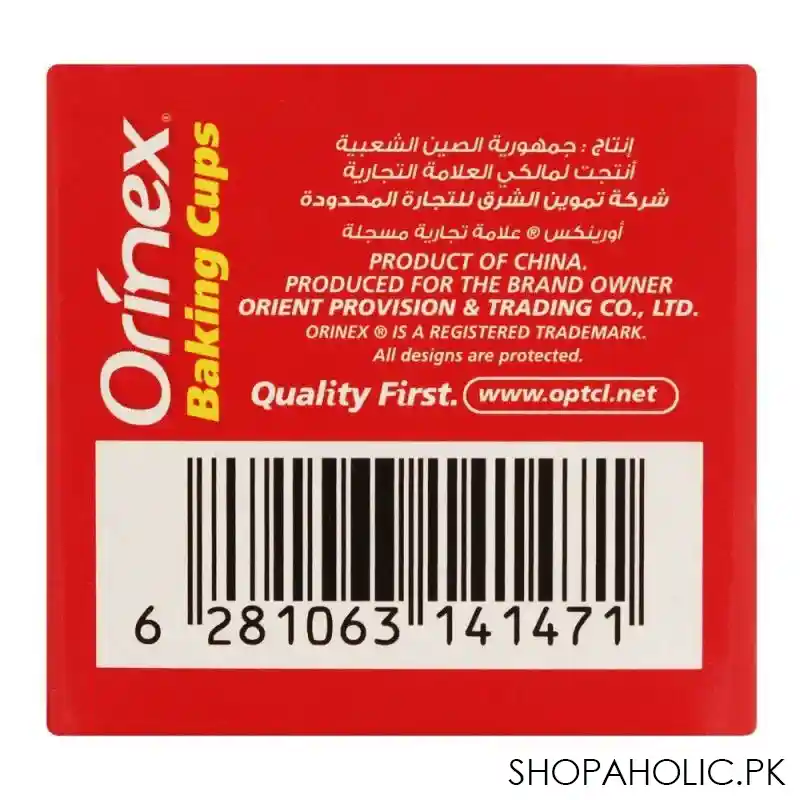 Orinex®
Baking Cups
إنتاج : جمهورية الصين الشعبية
أنتجت لمالكي العلامة التجارية
شركة تموين الشرق للتجارة المحدودة
أورينكس ® علامة تجارية مسجلة
PRODUCT OF CHINA.
PRODUCED FOR THE BRAND OWNER
ORIENT PROVISION & TRADING CO., LTD.
ORINEX ® IS A REGISTERED TRADEMARK.
All designs are protected.
Quality First. www.optcl.net
6 281063 141471
SHOPAHOLIC.PK